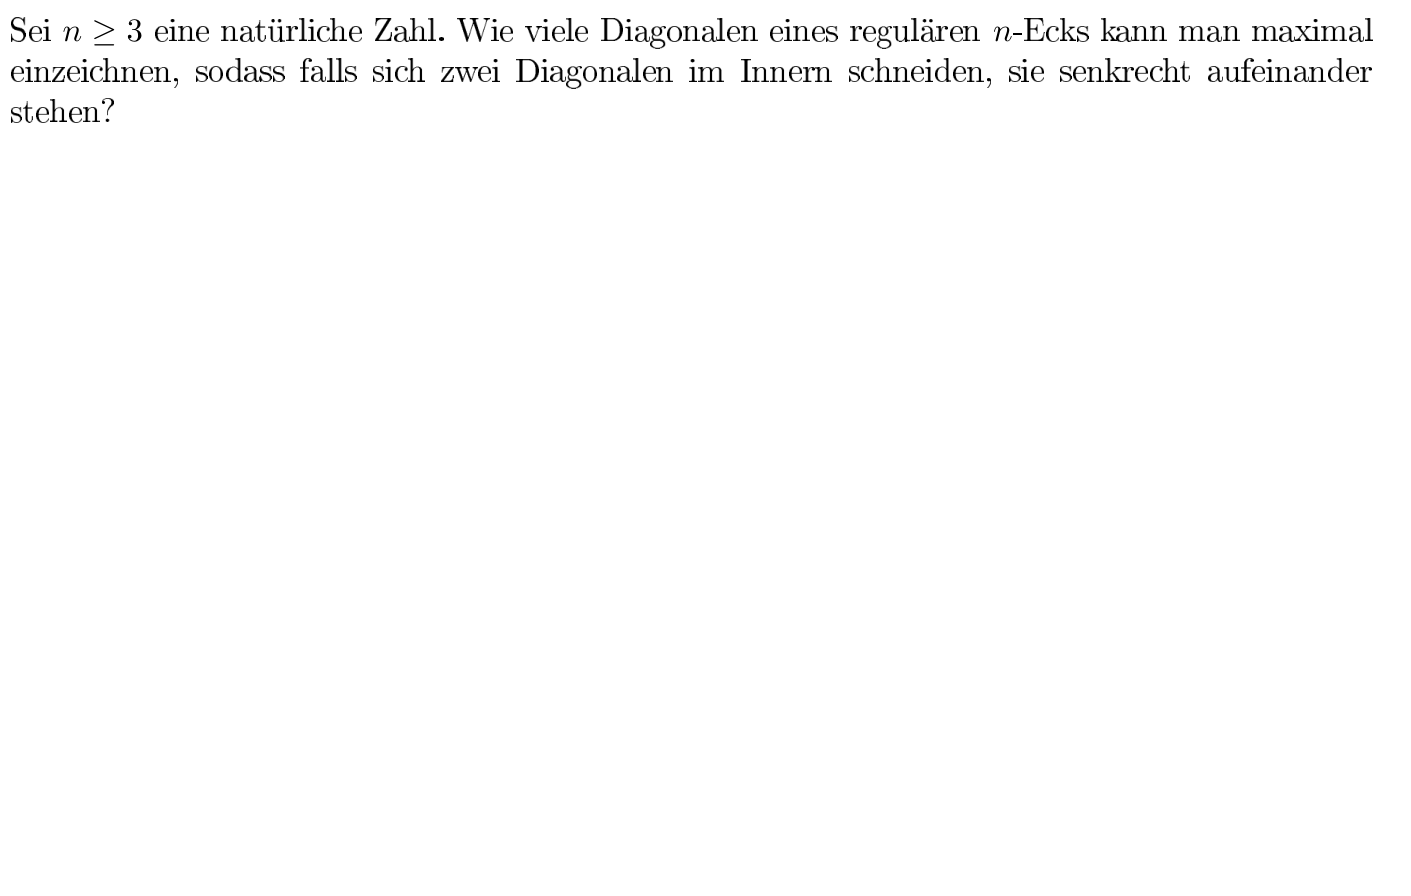 Sei n ≥ 3 eine natürliche Zahl. Wie viele Diagonalen eines regulären n-Ecks kann man maximal
einzeichnen, sodass falls sich zwei Diagonalen im Innern schneiden, sie senkrecht aufeinander
stehen?